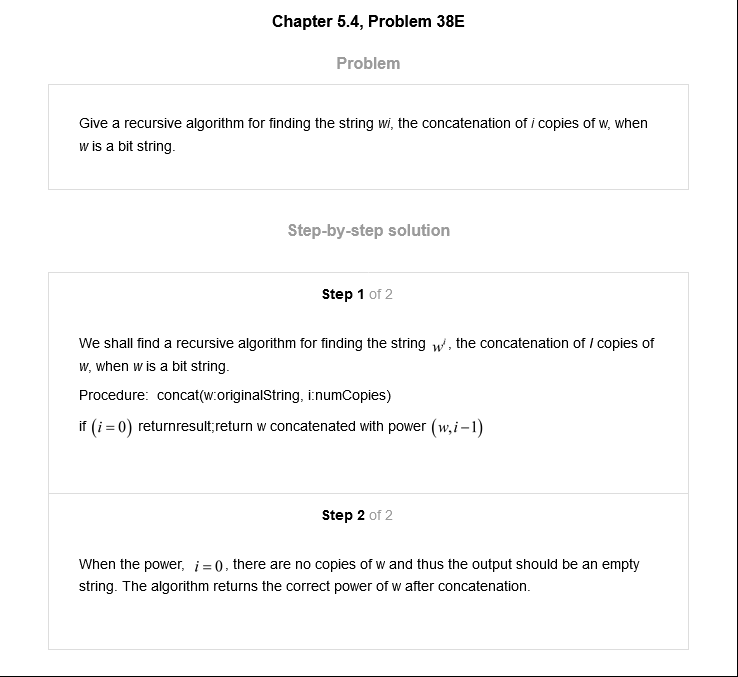 Chapter 5.4, Problem 38E
Problem
Give a recursive algorithm for finding the string wi, the concatenation of i copies of w, when
w is a bit string.
Step-by-step solution
Step 1 of 2
We shall find a recursive algorithm for finding the string wⁱ, the concatenation of I copies of
w, when w is a bit string.
Procedure: concat(w:originalString, i:numCopies)
if (i = 0) returnresult;return w concatenated with power (w,i−1)
Step 2 of 2
When the power, i = 0, there are no copies of w and thus the output should be an empty
string. The algorithm returns the correct power of w after concatenation.